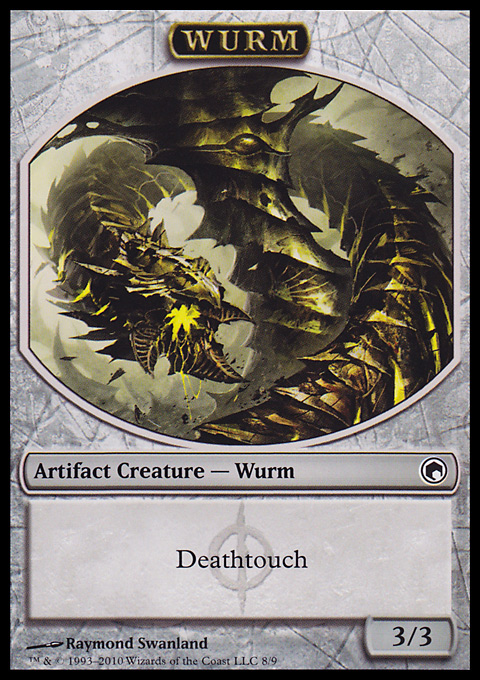 WURM
Artifact Creature — Wurm
Deathtouch
3/3
Raymond Swanland
™ & © 1993–2010 Wizards of the Coast LLC 8/9